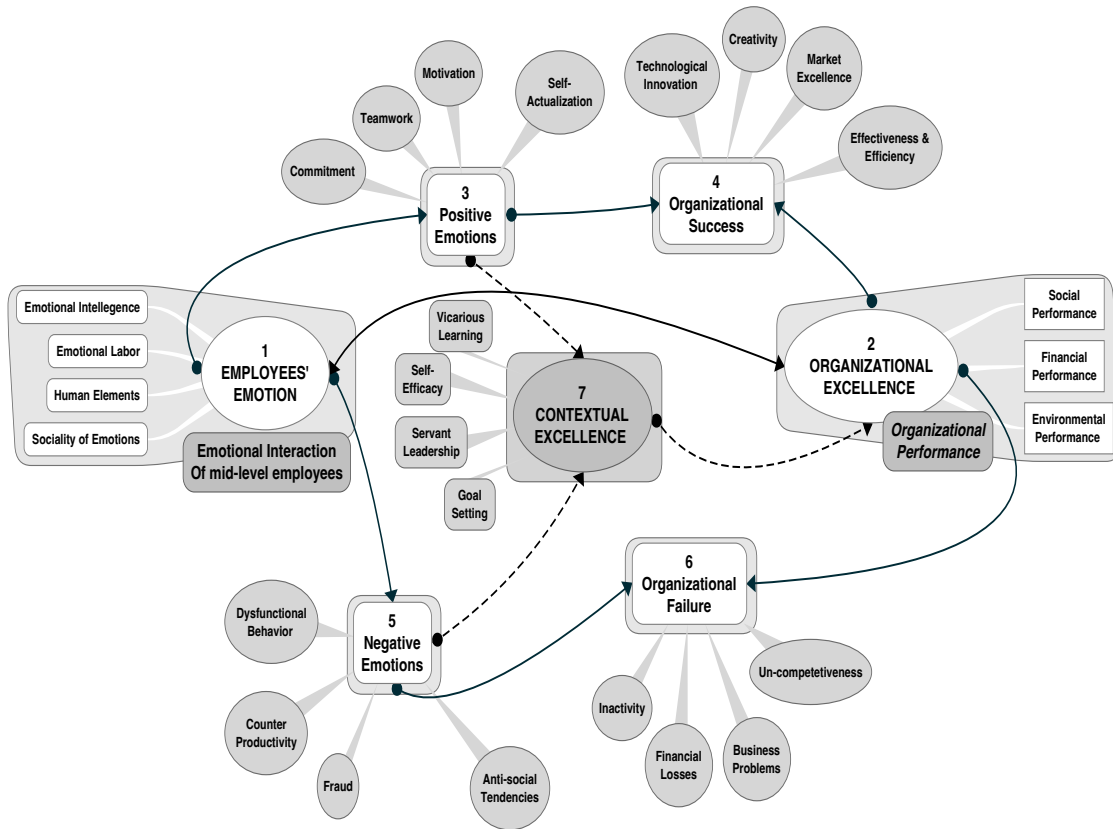 Commitment
Teamwork
Motivation
Self-
Actualization
3
Positive
Emotions
Technological
Innovation
Creativity
Market
Excellence
Effectiveness &
Efficiency
4
Organizational
Success
Emotional Intellegence
Emotional Labor
Human Elements
Sociality of Emotions
1
EMPLOYEES'
EMOTION
Emotional Interaction
Of mid-level employees
Vicarious
Learning
Self-
Efficacy
Servant
Leadership
Goal
Setting
7
CONTEXTUAL
EXCELLENCE
2
ORGANIZATIONAL
EXCELLENCE
Social
Performance
Financial
Performance
Environmental
Performance
Organizational
Performance
5
Negative
Emotions
Dysfunctional
Behavior
Counter
Productivity
Fraud
Anti-social
Tendencies
6
Organizational
Failure
Inactivity
Financial
Losses
Business
Problems
Un-competetiveness